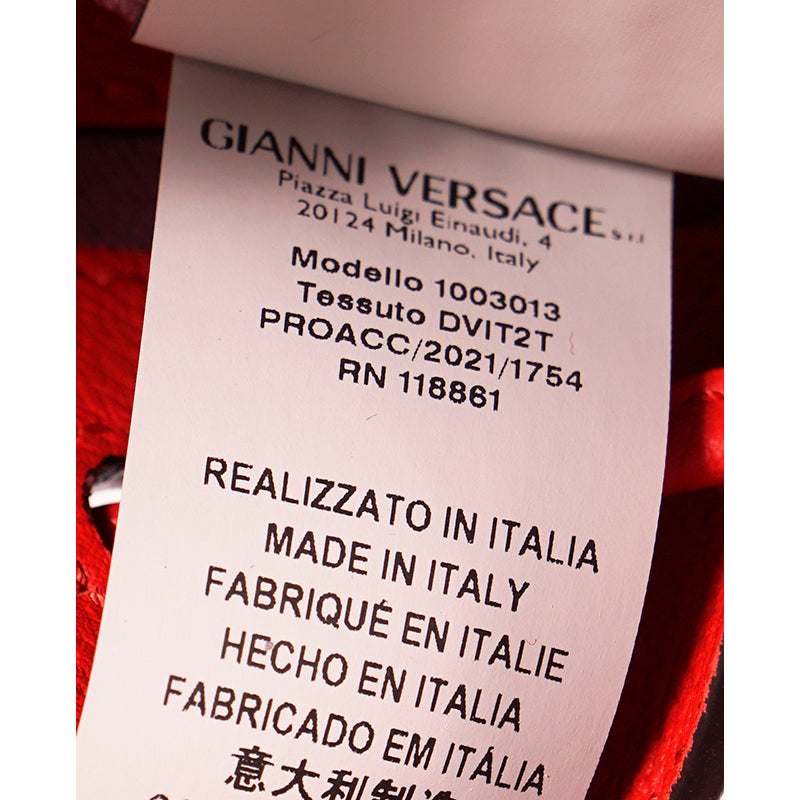 GIANNI VERSACE s.r.l
Piazza Luigi Einaudi, 4
20124 Milano, Italy
Modello 1003013
Tessuto DVIT2T
PROACC/2021/1754
RN 118861
REALIZZATO IN ITALIA
MADE IN ITALY
FABRIQUÉ EN ITALIE
HECHO EN ITALIA
FABRICADO EM ITÁLIA
意大利制造